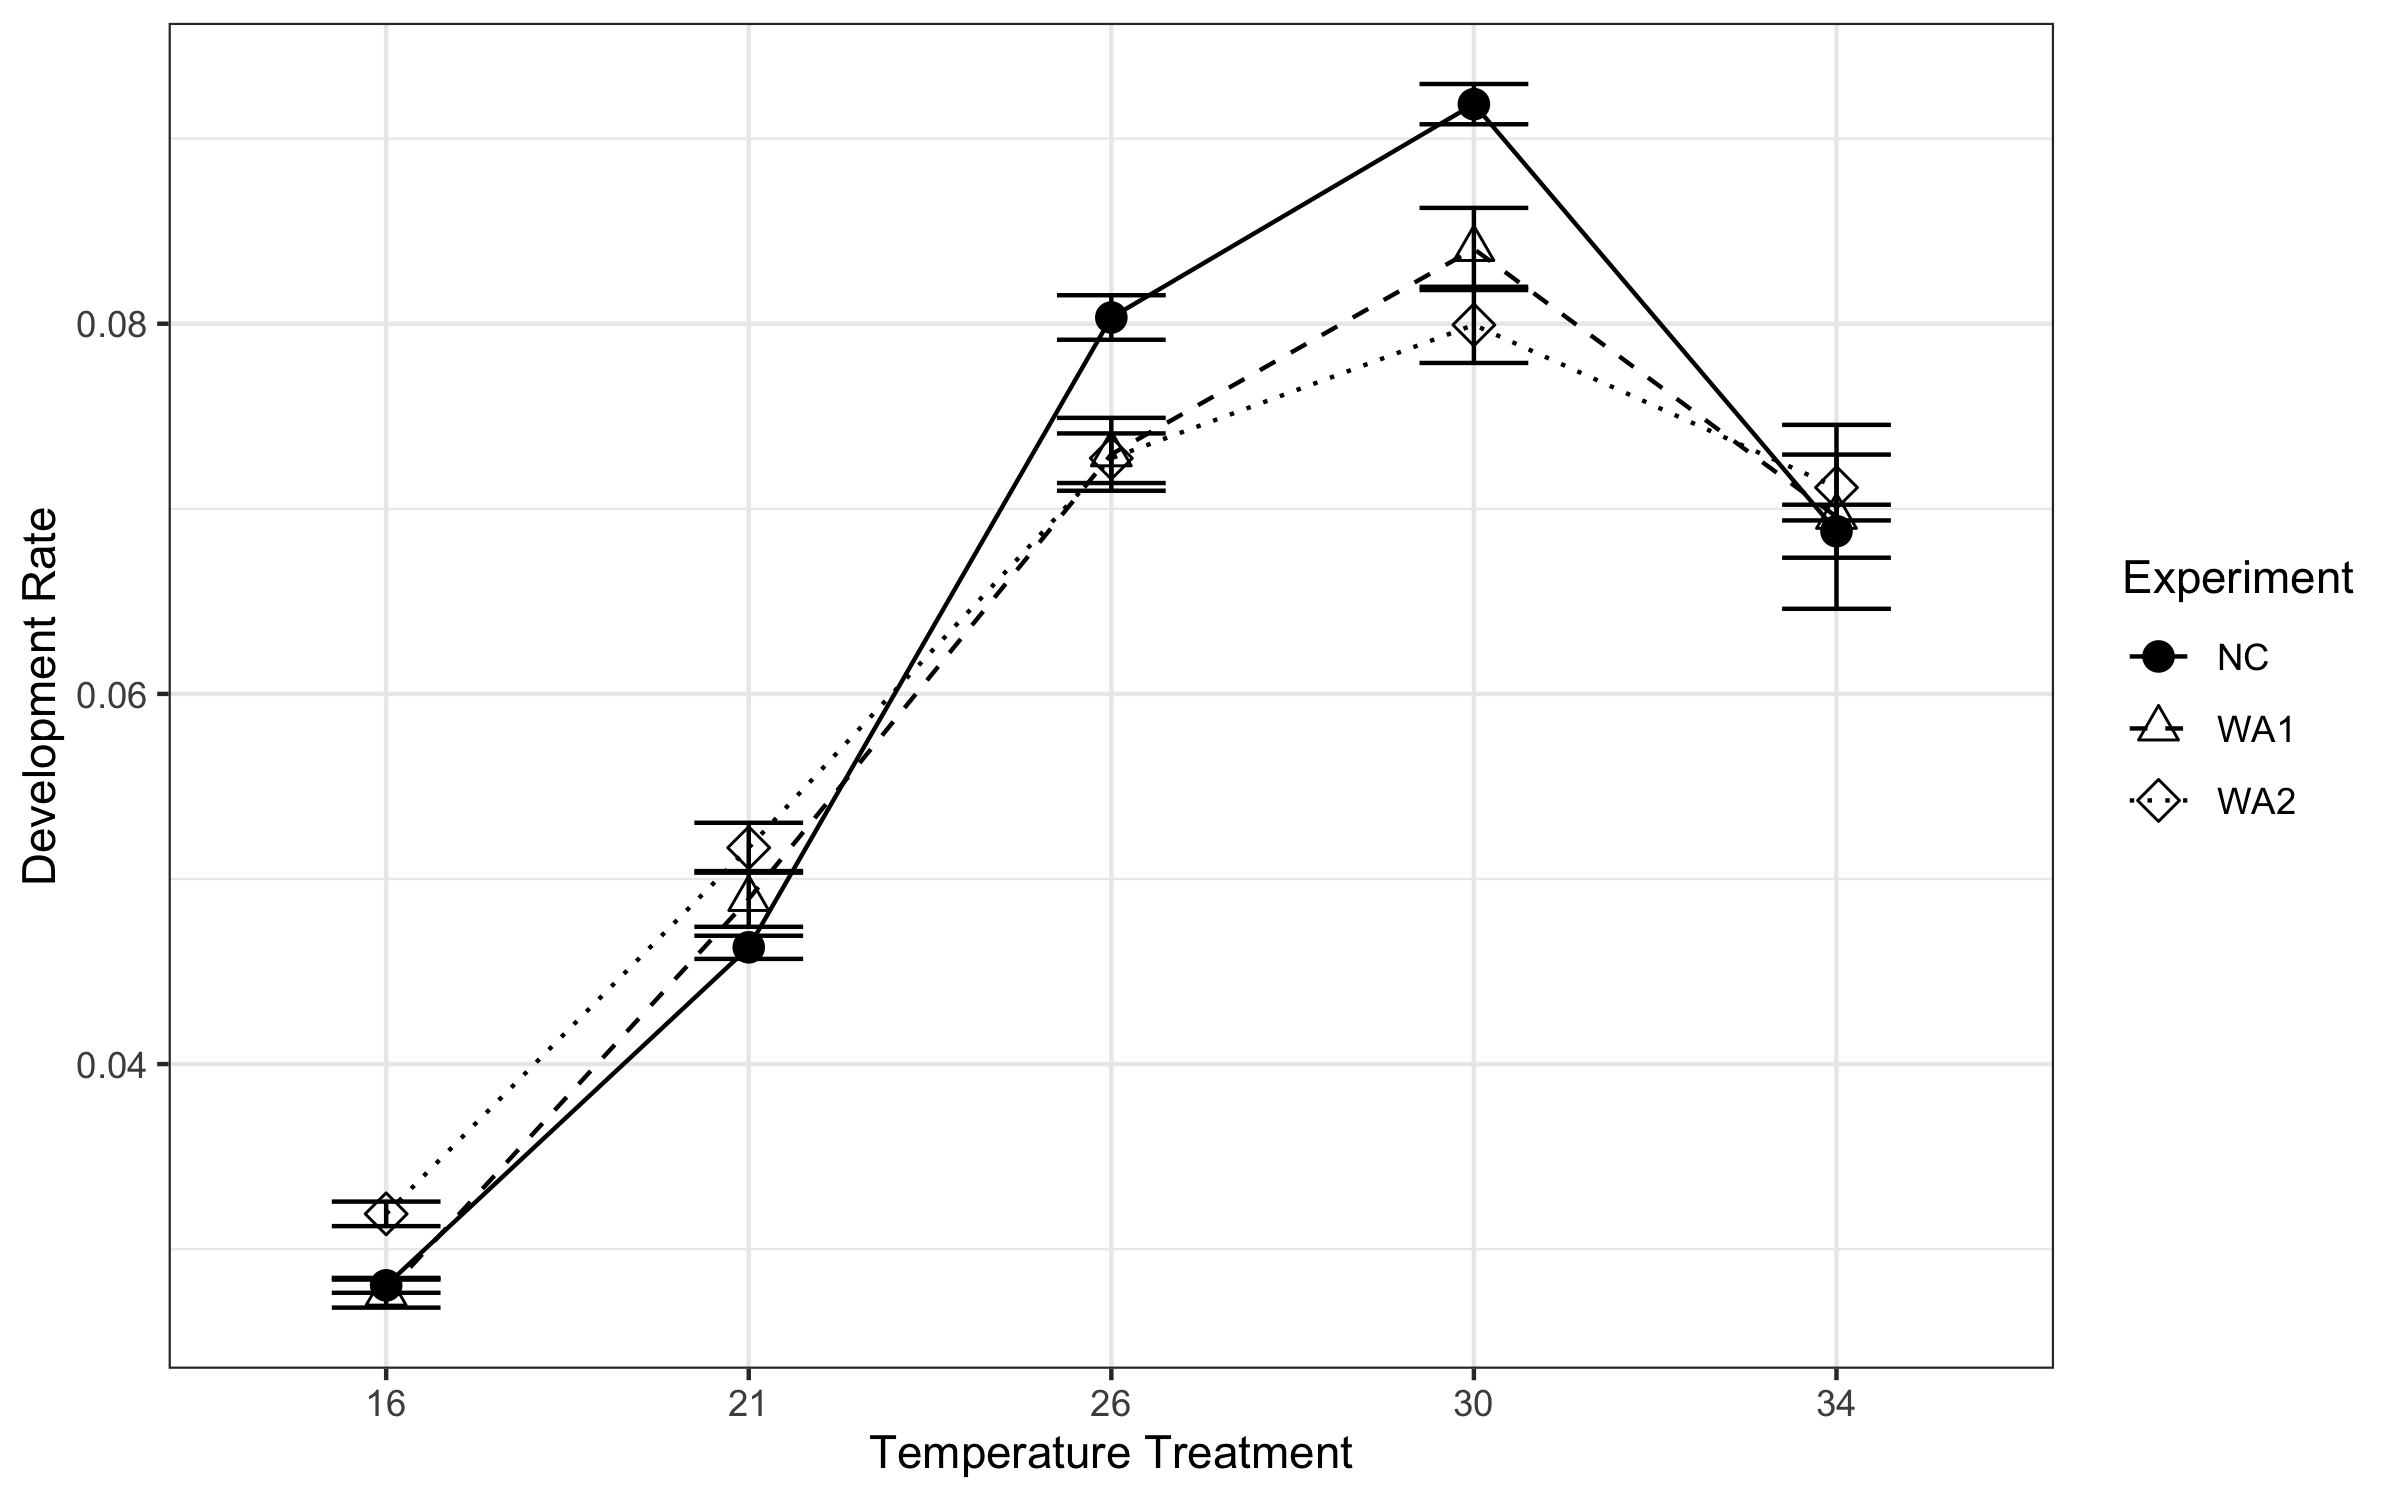 Development Rate
0.08
0.06
0.04
16 21 26 30 34
Temperature Treatment
Experiment
NC
WA1
WA2